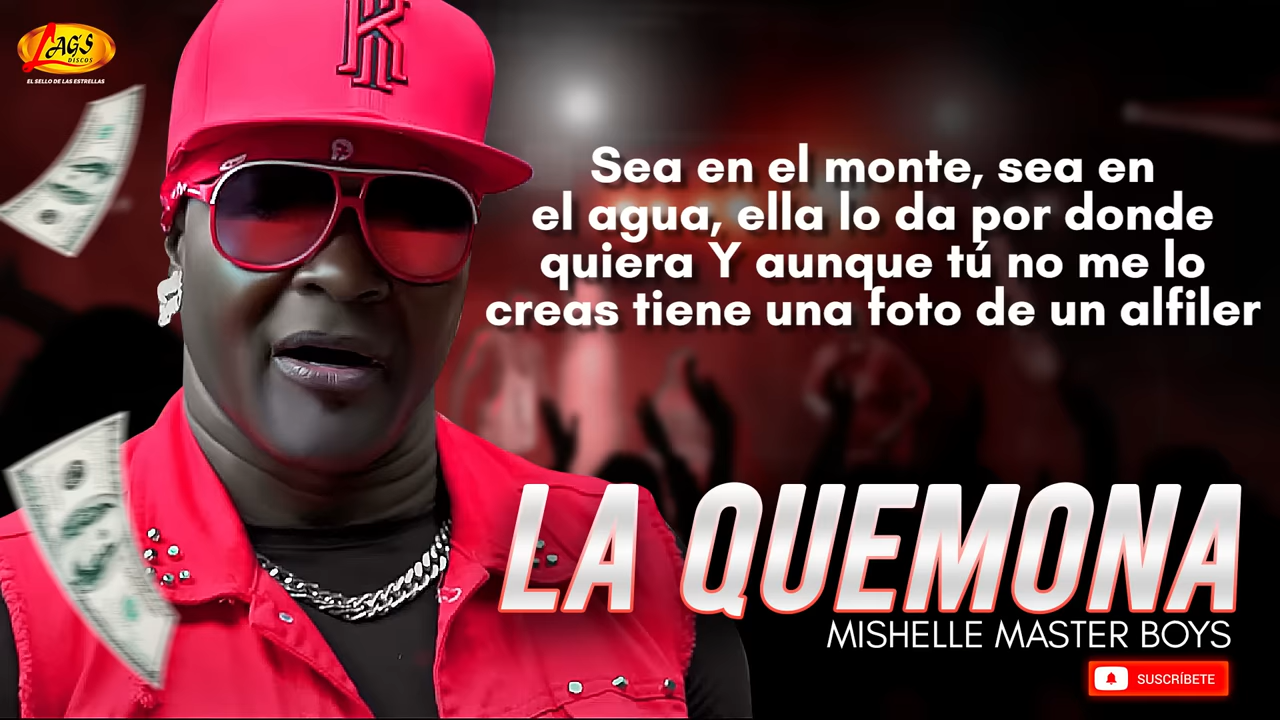 LAG'S
DISCOS
EL SELLO DE LAS ESTRELLAS
K
Sea en el monte, sea en
el agua, ella lo da por donde
quiera Y aunque tú no me lo
creas tiene una foto de un alfiler
LA QUEMONA
MISHELLE MASTER BOYS
SUSCRÍBETE